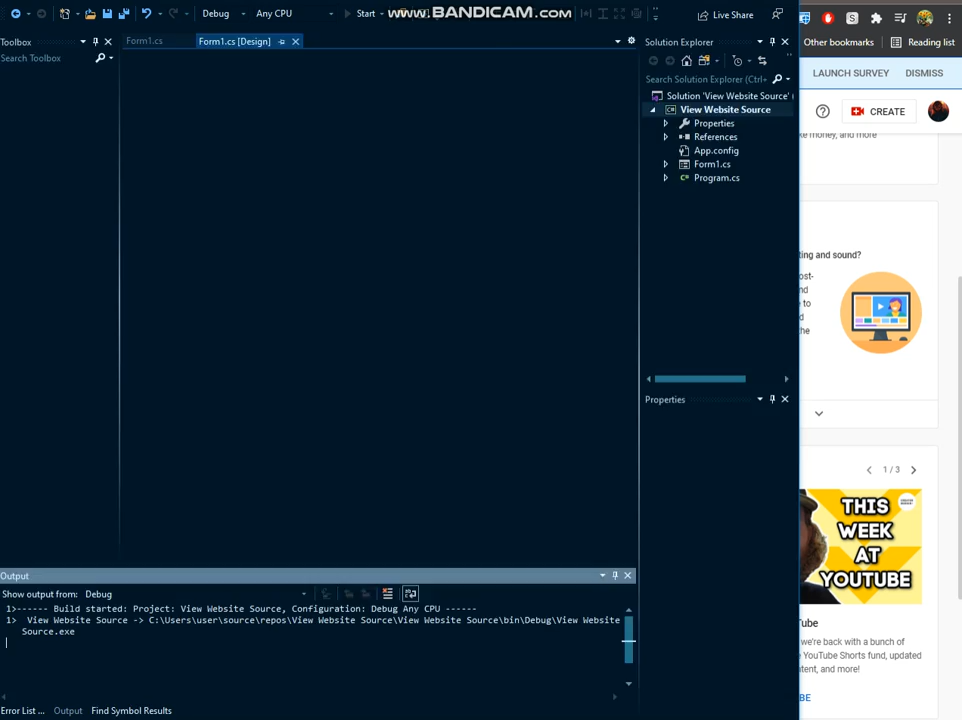 Debug
Any CPU
Start
www.BANDICAM.com
Live Share
Toolbox
Search Toolbox
Form1.cs
Form1.cs [Design]
Solution Explorer
Search Solution Explorer (Ctrl+
Solution 'View Website Source' (
View Website Source
Properties
References
App.config
Form1.cs
Program.cs
Properties
Output
Show output from: Debug
1>------ Build started: Project: View Website Source, Configuration: Debug Any CPU ------
1> View Website Source -> C:\Users\user\source\repos\View Website Source\View Website Source\bin\Debug\View Website
Source.exe
Error List ...
Output
Find Symbol Results
Other bookmarks
Reading list
LAUNCH SURVEY
DISMISS
CREATE
ke money, and more
ting and sound?
ost-
nd
e to
d
the
1 / 3
THIS
WEEK
AT
YOUTUBE
ube
we're back with a bunch of
e YouTube Shorts fund, updated
ntent, and more!
BE